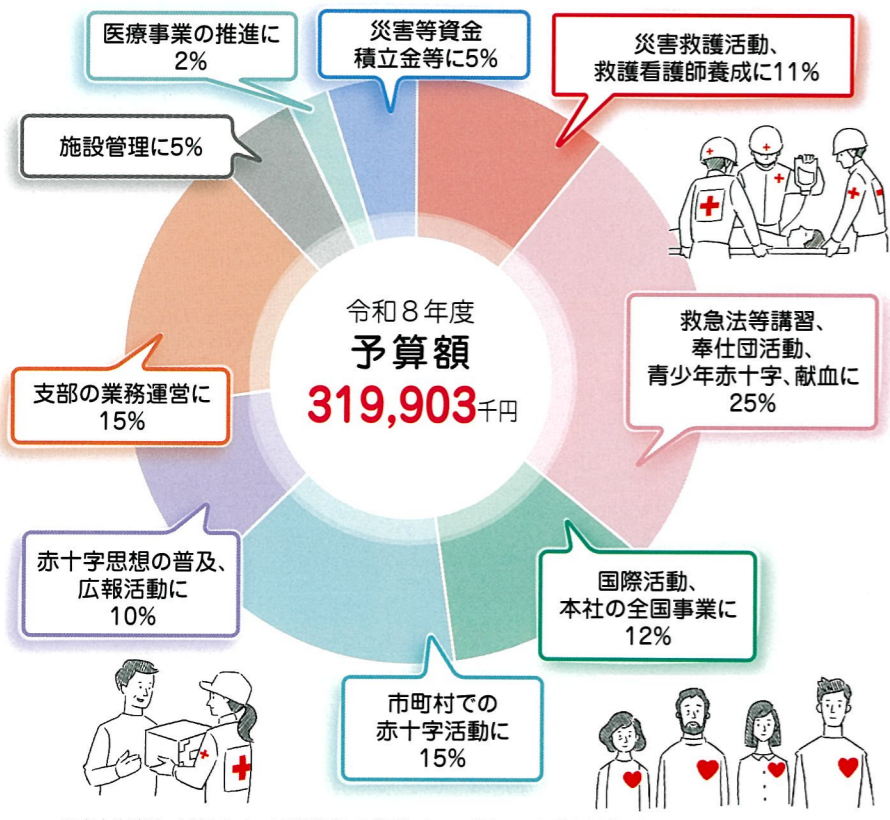 医療事業の推進に
2%
災害等資金
積立金等に5%
災害救護活動、
救護看護師養成に11%
施設管理に5%
令和8年度
予算額
319,903千円
救急法等講習、
奉仕団活動、
青少年赤十字、献血に
25%
支部の業務運営に
15%
赤十字思想の普及、
広報活動に
10%
国際活動、
本社の全国事業に
12%
市町村での
赤十字活動に
15%